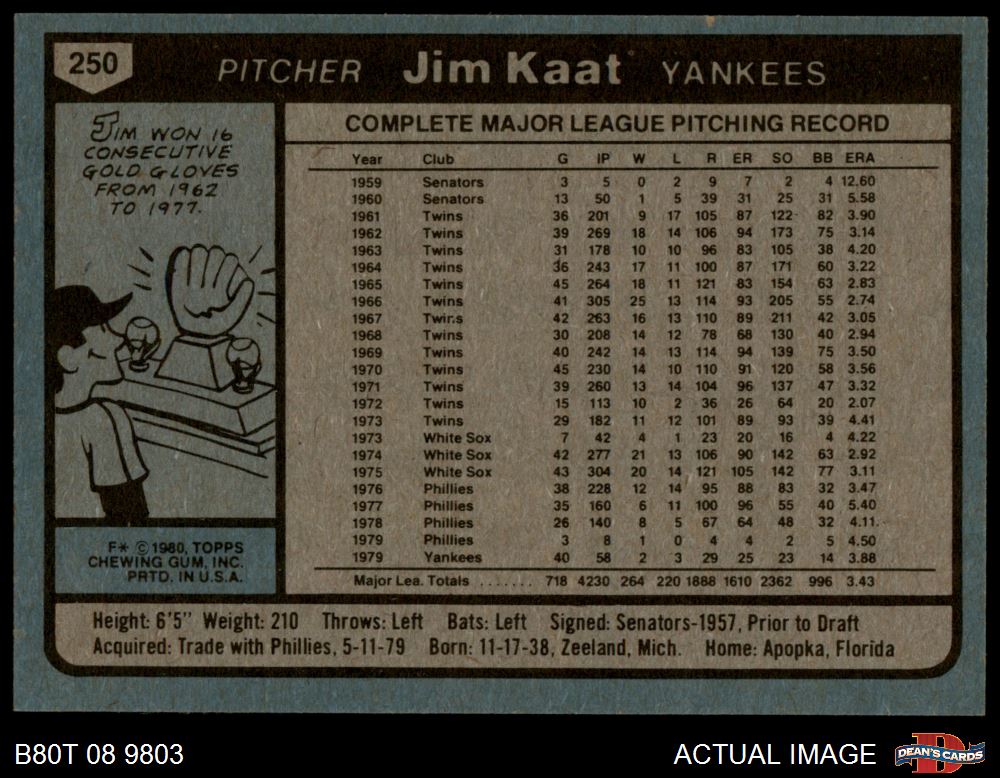 250 PITCHER Jim Kaat YANKEES
JIM WON 16
CONSECUTIVE
GOLD GLOVES
FROM 1962
TO 1977.
COMPLETE MAJOR LEAGUE PITCHING RECORD
Year Club G IP W L R ER SO BB ERA
1959 Senators 3 5 0 2 9 7 2 4 12.60
1960 Senators 13 50 1 5 39 31 25 31 5.58
1961 Twins 36 201 9 17 105 87 122 82 3.90
1962 Twins 39 269 18 14 106 94 173 75 3.14
1963 Twins 31 178 10 10 96 83 105 38 4.20
1964 Twins 36 243 17 11 100 87 171 60 3.22
1965 Twins 45 264 18 11 121 83 154 63 2.83
1966 Twins 41 305 25 13 114 93 205 55 2.74
1967 Twins 42 263 16 13 110 89 211 42 3.05
1968 Twins 30 208 14 12 78 68 130 40 2.94
1969 Twins 40 242 14 13 114 94 139 75 3.50
1970 Twins 45 230 14 10 110 91 120 58 3.56
1971 Twins 39 260 13 14 104 96 137 47 3.32
1972 Twins 15 113 10 2 36 26 64 20 2.07
1973 Twins 29 182 11 12 101 89 93 39 4.41
1973 White Sox 7 42 4 1 23 20 16 4 4.22
1974 White Sox 42 277 21 13 106 90 142 63 2.92
1975 White Sox 43 304 20 14 121 105 142 77 3.11
1976 Phillies 38 228 12 14 95 88 83 32 3.47
1977 Phillies 35 160 6 11 100 96 55 40 5.40
1978 Phillies 26 140 8 5 67 64 48 32 4.11
1979 Phillies 3 8 1 0 4 4 2 5 4.50
1979 Yankees 40 58 2 3 29 25 23 14 3.88
Major Lea. Totals ....... 718 4230 264 220 1888 1610 2362 996 3.43
F* © 1980, TOPPS
CHEWING GUM, INC.
PRTD. IN U.S.A.
Height: 6'5" Weight: 210 Throws: Left Bats: Left Signed: Senators-1957, Prior to Draft
Acquired: Trade with Phillies, 5-11-79 Born: 11-17-38, Zeeland, Mich. Home: Apopka, Florida
B80T 08 9803 ACTUAL IMAGE DEAN'S CARDS